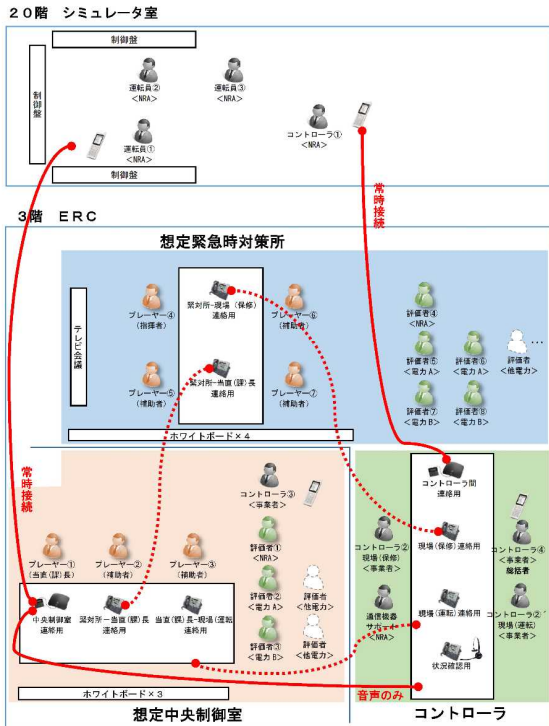 ２０階 シミュレータ室
制御盤
制御盤
運転員②
<NRA>
運転員③
<NRA>
コントローラ①
<NRA>
運転員①
<NRA>
制御盤
常時接続
３階 ＥＲＣ
想定緊急時対策所
テレビ会議
プレーヤー④
(指揮者)
緊対所-現場（保修）
連絡用
プレーヤー⑥
(補助者)
評価者④
<NRA>
評価者⑤
<電力A>
評価者⑥
<電力A>
評価者
<他電力>
…
プレーヤー⑤
(補助者)
緊対所-当直(課)長
連絡用
プレーヤー⑦
(補助者)
評価者⑦
<電力B>
評価者⑧
<電力B>
ホワイトボード×４
常時接続
コントローラ③
<事業者>
プレーヤー①
(当直(課)長)
プレーヤー②
(補助者)
プレーヤー③
(補助者)
評価者①
<NRA>
評価者②
<電力A>
評価者
<他電力>
評価者③
<電力B>
評価者
<他電力>
中央制御室
連絡用
緊対所-当直(課)長
連絡用
当直(課)長-現場(運転)
連絡用
ホワイトボード×３
想定中央制御室
コントローラ間
連絡用
コントローラ②
現場(保修)
<事業者>
現場(保修)連絡用
コントローラ④
<事業者>
総括者
通信機器
サポート
<NRA>
現場(運転)連絡用
コントローラ②'
現場(運転)
<事業者>
状況確認用
音声のみ
コントローラ